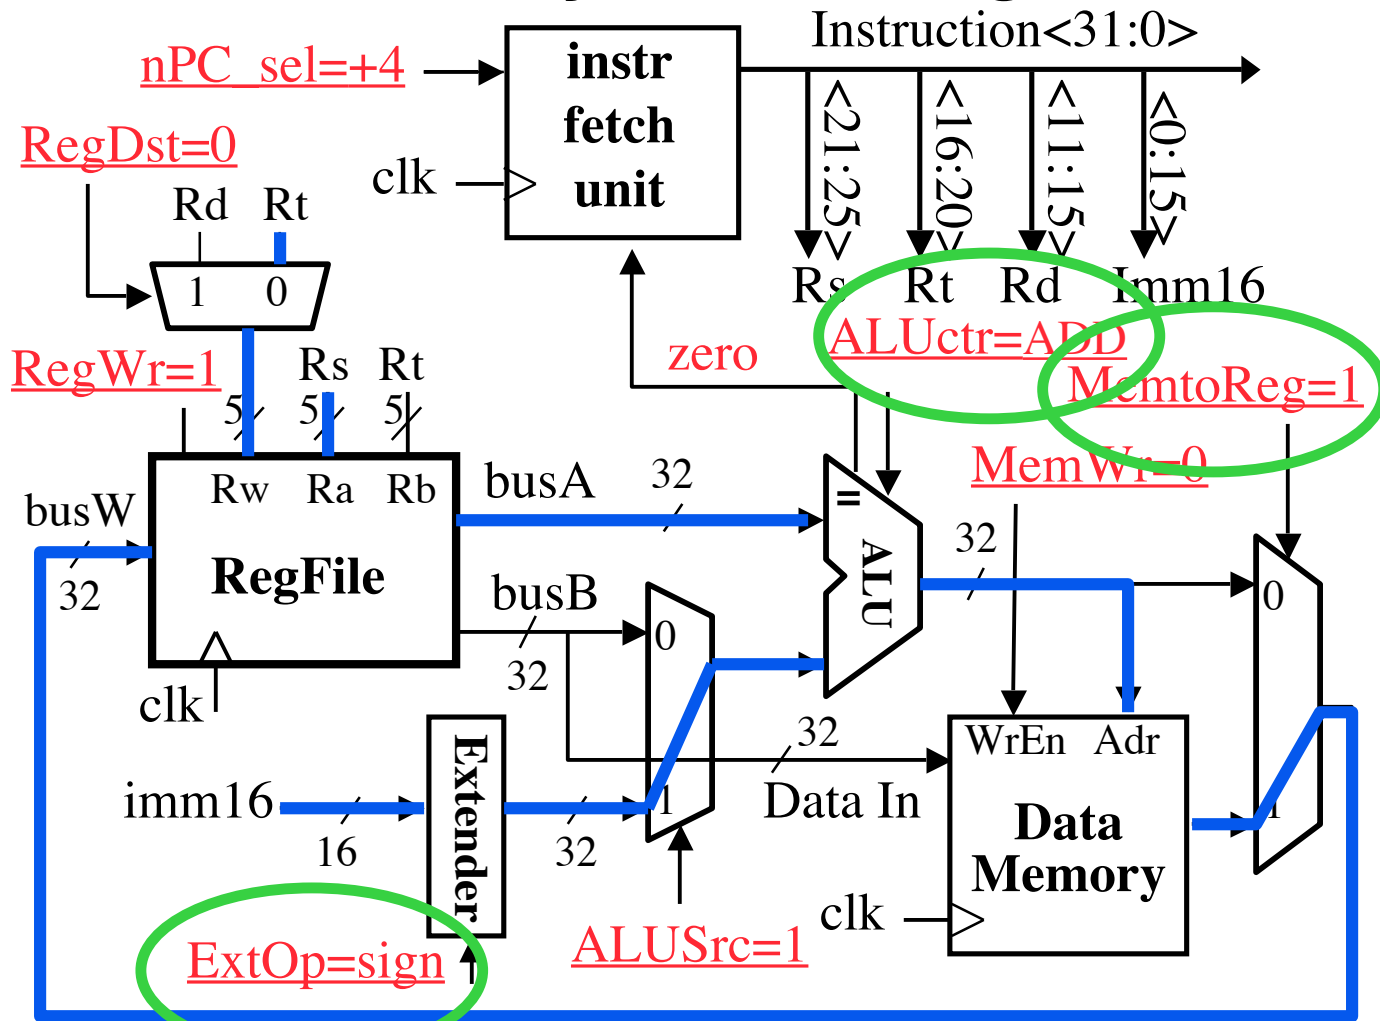 Instruction<31:0>
nPC_sel=+4
instr
fetch
unit
clk
<21:25>
<16:20>
<11:15>
<0:15>
Rs
Rt
Rd
Imm16
RegDst=0
Rd
Rt
1
0
ALUctr=ADD
zero
MemtoReg=1
RegWr=1
Rs
Rt
5
5
5
MemWr=0
busW
32
Rw
Ra
Rb
RegFile
clk
busA
32
=
ALU
32
0
1
busB
32
0
1
32
WrEn
Adr
Data In
Data
Memory
clk
imm16
16
Extender
32
ExtOp=sign
ALUSrc=1